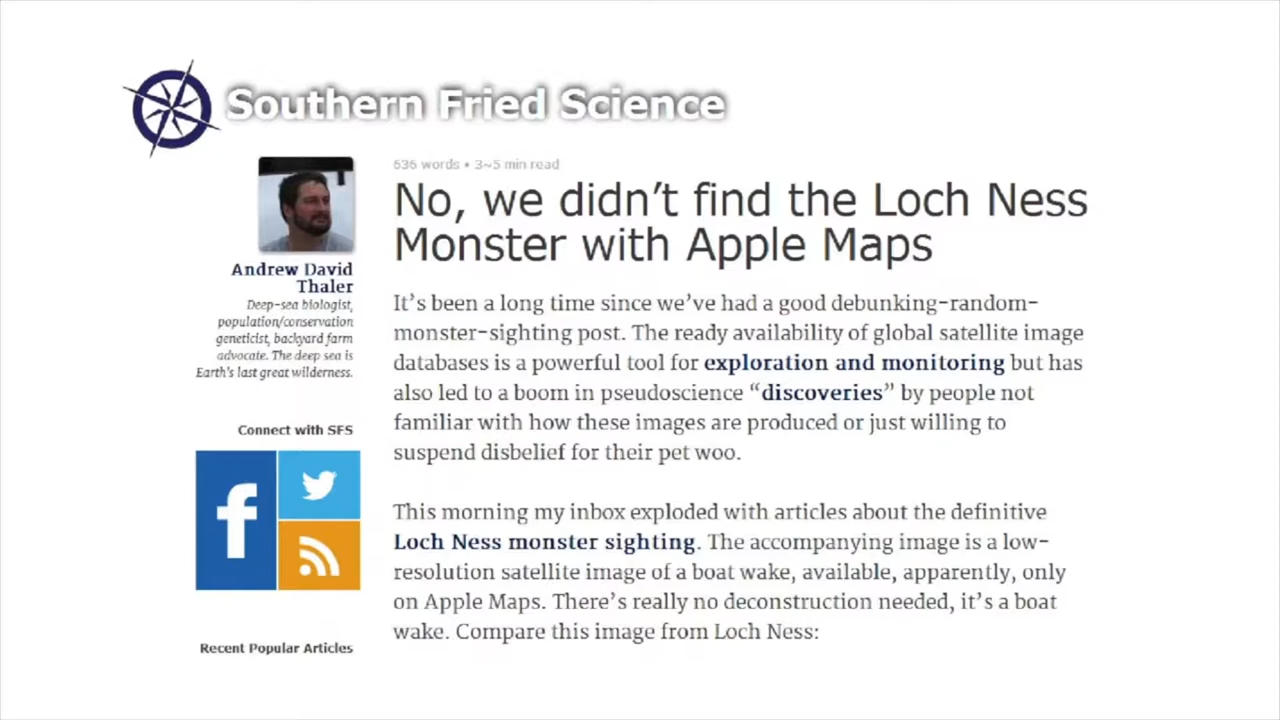 Southern Fried Science
Andrew David
Thaler
Deep-sea biologist,
population/conservation
geneticist, backyard farm
advocate. The deep sea is
Earth's last great wilderness.
Connect with SFS
Recent Popular Articles
636 words • 3~5 min read
No, we didn't find the Loch Ness
Monster with Apple Maps
It's been a long time since we've had a good debunking-random-
monster-sighting post. The ready availability of global satellite image
databases is a powerful tool for exploration and monitoring but has
also led to a boom in pseudoscience “discoveries” by people not
familiar with how these images are produced or just willing to
suspend disbelief for their pet woo.
This morning my inbox exploded with articles about the definitive
Loch Ness monster sighting. The accompanying image is a low-
resolution satellite image of a boat wake, available, apparently, only
on Apple Maps. There's really no deconstruction needed, it's a boat
wake. Compare this image from Loch Ness: